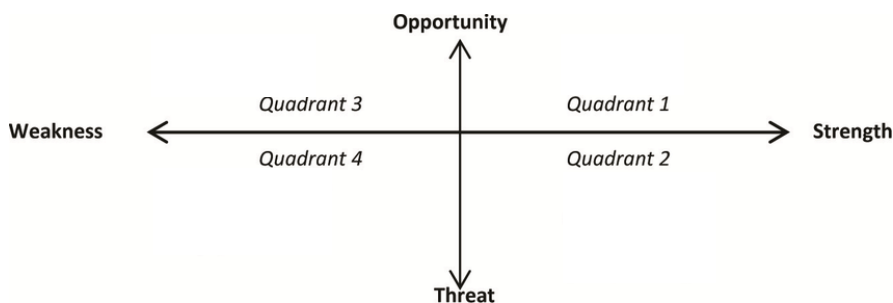 Opportunity
Quadrant 3 Quadrant 1
Weakness Strength
Quadrant 4 Quadrant 2
Threat